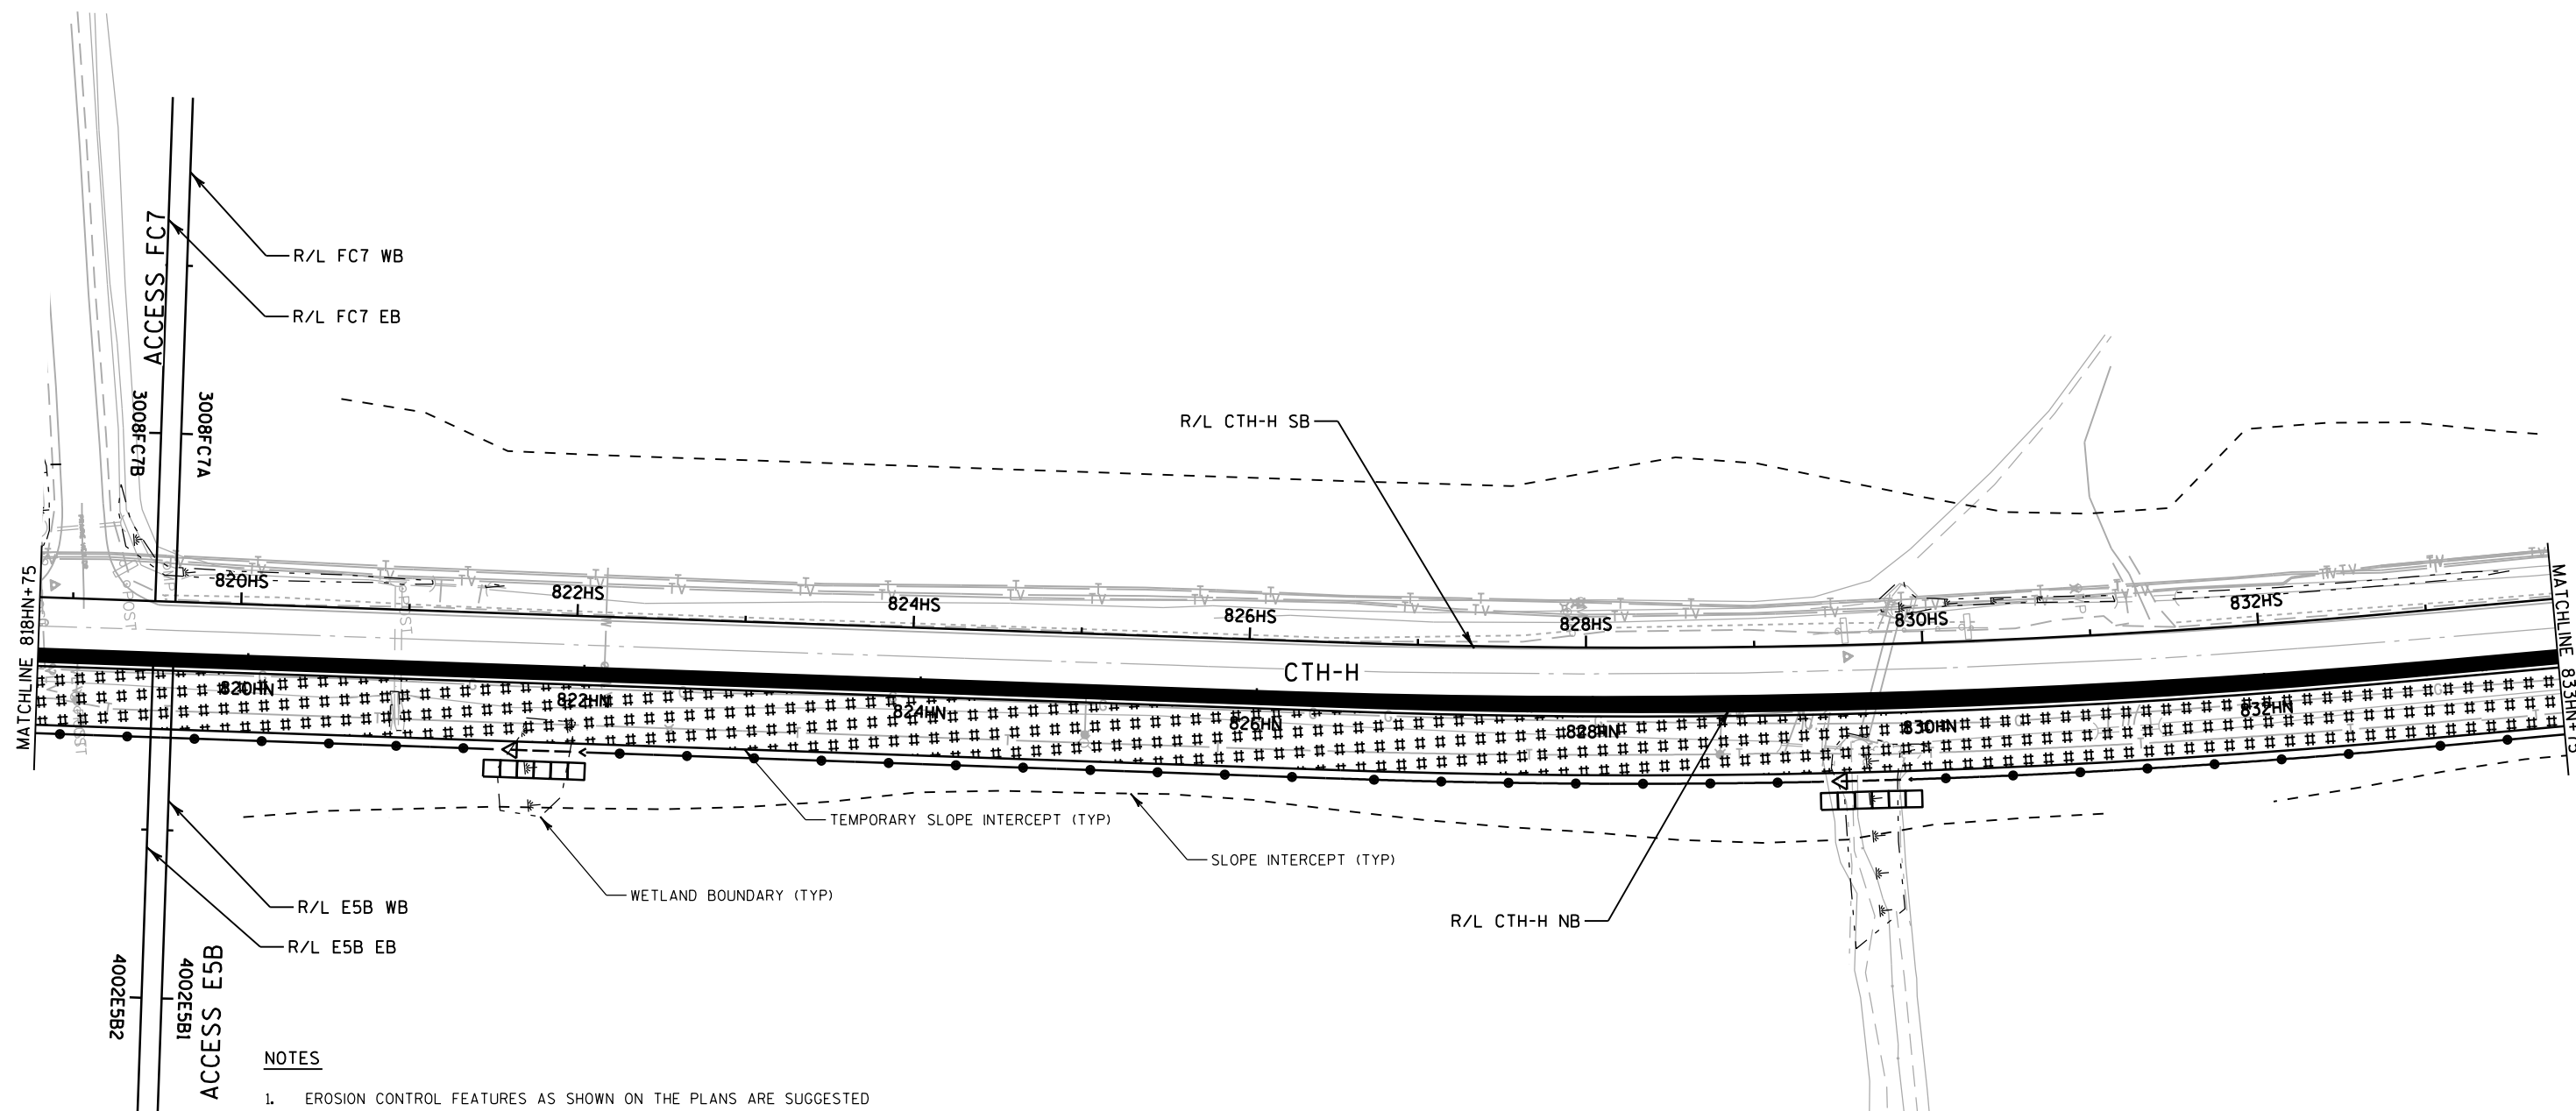 ACCESS FC7
R/L FC7 WB
R/L FC7 EB
3008FC7B
3008FC7A
R/L CTH-H SB
MATCHLINE 818HN+75
820HS
822HS
824HS
826HS
828HS
830HS
832HS
MATCHLINE 833HN+75
POST
CTH-H
820HN
822HN
824HN
826HN
828HN
830HN
832HN
TEMPORARY SLOPE INTERCEPT (TYP)
SLOPE INTERCEPT (TYP)
WETLAND BOUNDARY (TYP)
R/L E5B WB
R/L CTH-H NB
R/L E5B EB
4002E5B2
4002E5B1
ACCESS E5B
NOTES
1. EROSION CONTROL FEATURES AS SHOWN ON THE PLANS ARE SUGGESTED